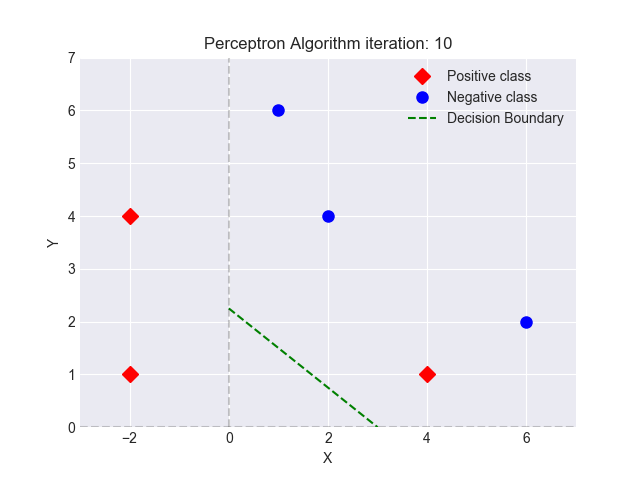 Perceptron Algorithm iteration: 10
7
6
5
4
3
2
1
0
Y
Positive class
Negative class
Decision Boundary
−2
0
2
4
6
X